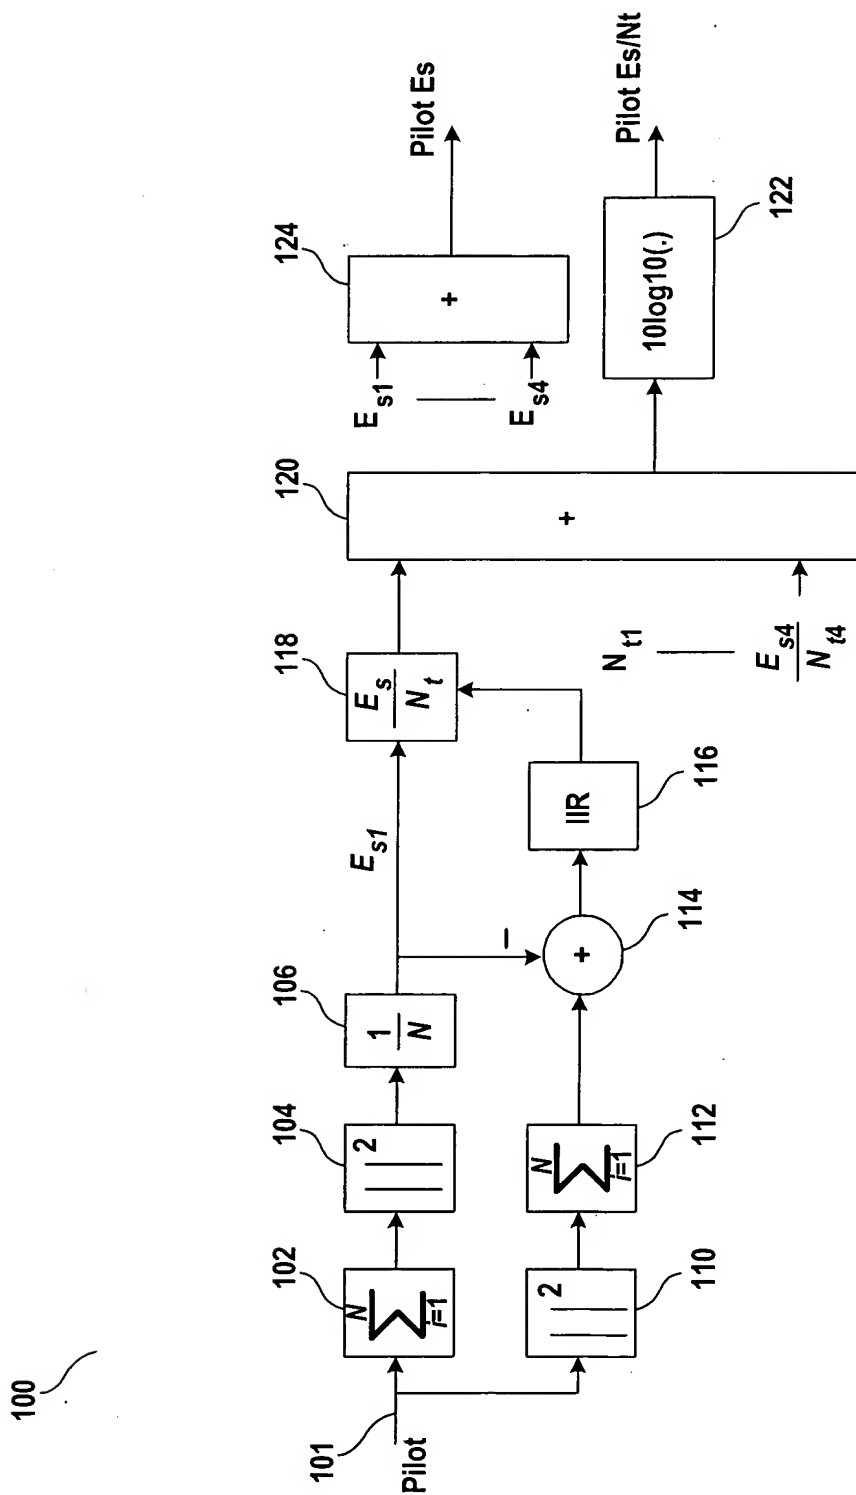 100
101
Pilot
102
N
Σ
i=1
104
| |²
106
1
N
E s1
118
E s
N t
110
| |²
112
N
Σ
i=1
114
+
−
116
IIR
120
+
N t1
E s4
N t4
124
+
E s1
E s4
Pilot Es
122
10log10(.)
Pilot Es/Nt